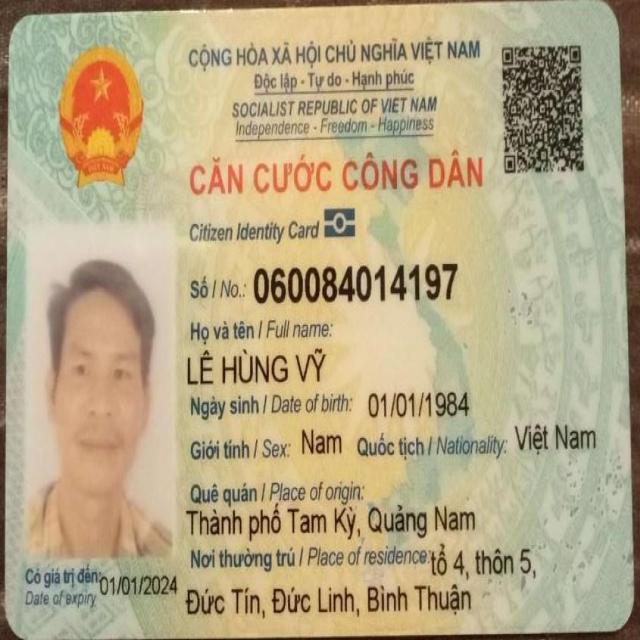 CỘNG HÒA XÃ HỘI CHỦ NGHĨA VIỆT NAM
Độc lập - Tự do - Hạnh phúc
SOCIALIST REPUBLIC OF VIET NAM
Independence - Freedom - Happiness
CĂN CƯỚC CÔNG DÂN
Citizen Identity Card
Số / No.: 060084014197
Họ và tên / Full name:
LÊ HÙNG VỸ
Ngày sinh / Date of birth: 01/01/1984
Giới tính / Sex: Nam Quốc tịch / Nationality: Việt Nam
Quê quán / Place of origin:
Thành phố Tam Kỳ, Quảng Nam
Nơi thường trú / Place of residence: tổ 4, thôn 5,
Đức Tín, Đức Linh, Bình Thuận
Có giá trị đến: 01/01/2024
Date of expiry